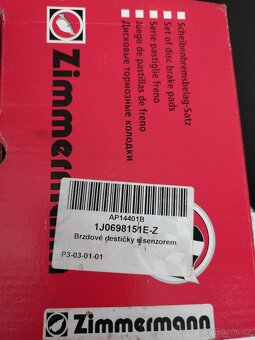 Zimmermann
Scheibenbremsbelag-Satz
Set of disc brake pads
Serie pastiglie freno
Juego de pastillas de freno
Дисковые тормозные колодки
AP14401B
1J0698151E-Z
Brzdové destičky s senzorem
P3-03-01-01
Zimmermann